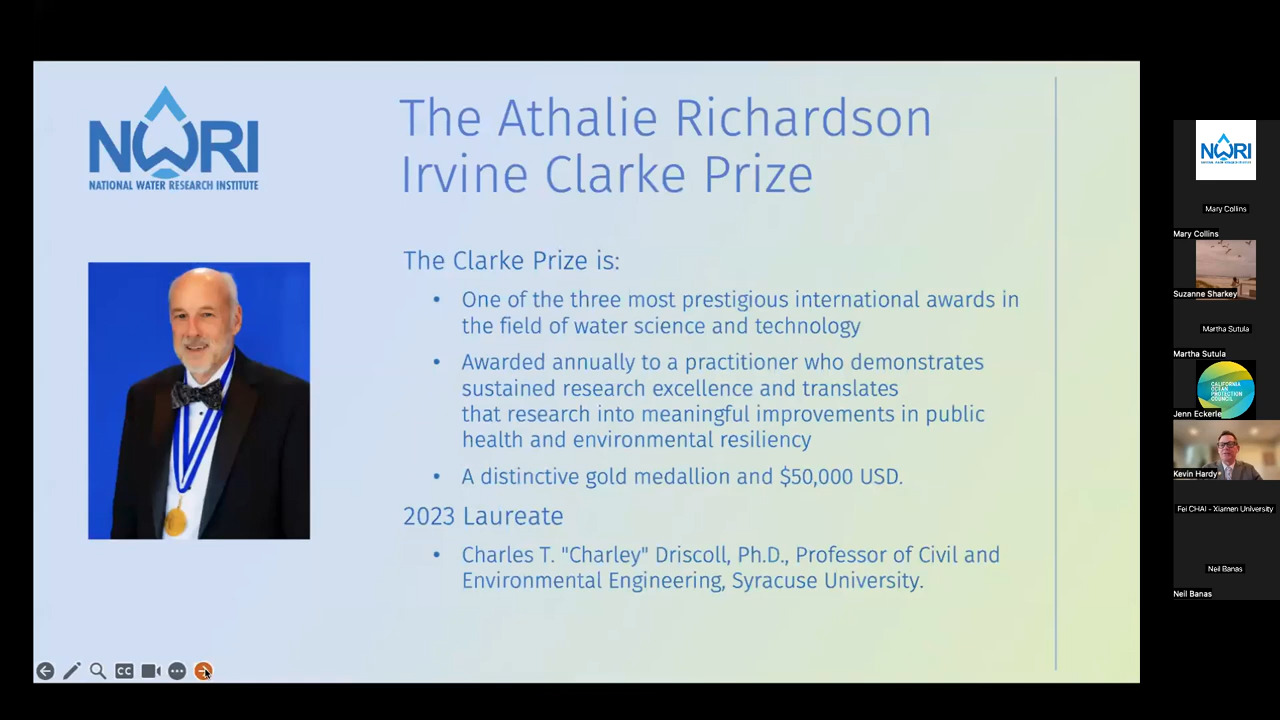 NWRI
NATIONAL WATER RESEARCH INSTITUTE
The Athalie Richardson
Irvine Clarke Prize
The Clarke Prize is:
• One of the three most prestigious international awards in
the field of water science and technology
• Awarded annually to a practitioner who demonstrates
sustained research excellence and translates
that research into meaningful improvements in public
health and environmental resiliency
• A distinctive gold medallion and $50,000 USD.
2023 Laureate
• Charles T. "Charley" Driscoll, Ph.D., Professor of Civil and
Environmental Engineering, Syracuse University.
CC
NWRI
Mary Collins
Mary Collins
Suzanne Sharkey
Martha Sutula
Martha Sutula
CALIFORNIA
OCEAN
PROTECTION
COUNCIL
Jenn Eckerle
Kevin Hardy
Fei CHAI - Xiamen University
Neil Banas
Neil Banas